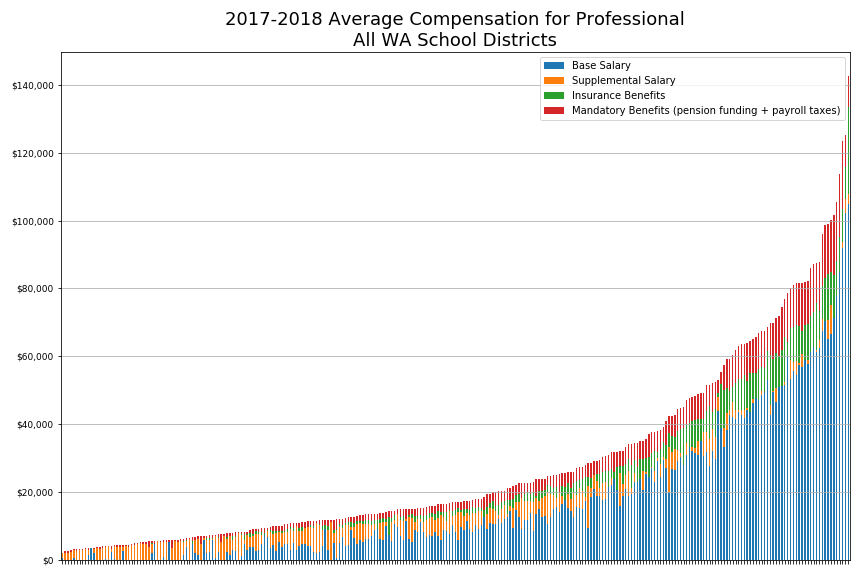 2017-2018 Average Compensation for Professional
All WA School Districts
Base Salary
Supplemental Salary
Insurance Benefits
Mandatory Benefits (pension funding + payroll taxes)
$140,000
$120,000
$100,000
$80,000
$60,000
$40,000
$20,000
$0